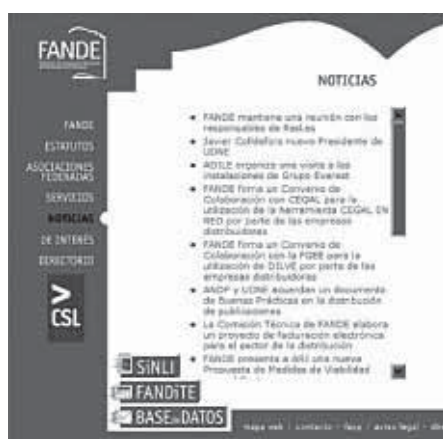 FANDE
NOTICIAS
FANDE
ESTATUTOS
ASOCIACIONES
FEDERADAS
SERVICIOS
NOTICIAS
DE INTERÉS
DIRECTORIO
> CSL
• FANDE mantiene una reunión con los
responsables de
• Javier nuevo Presidente de
UDNE
• ADILE organiza una visita a las
instalaciones de Grupo Everest
• FANDE firma un Convenio de
Colaboración con CEGAL para la
utilización de la herramienta CEGAL EN
RED por parte de las empresas
distribuidoras
• FANDE firma un Convenio de
Colaboración con la FGEE para la
utilización de DILVE por parte de las
empresas distribuidoras
• ANDP y UDNE acuerdan un documento
de Buenas Prácticas en la distribución
de publicaciones
• La Comisión Técnica de FANDE elabora
un proyecto de facturación electrónica
para el sector de la distribución
• FANDE presenta a una nueva
Propuesta de Medidas de Viabilidad
SiNLI
FANDiTE
BASE de DATOS
mapa web | contacto | | aviso legal |